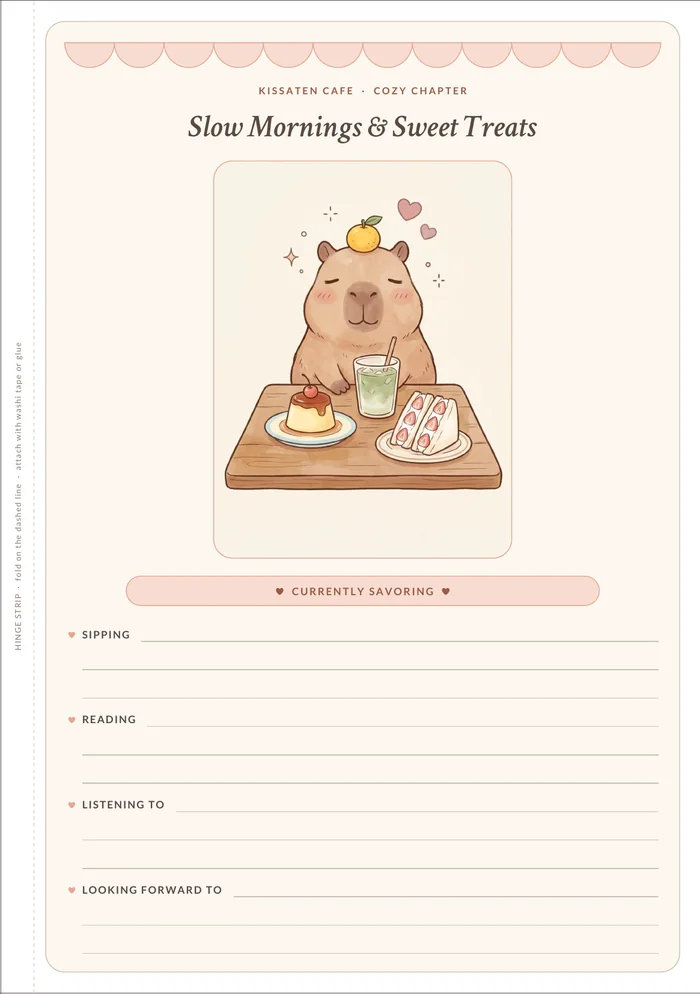 KISSATEN CAFE · COZY CHAPTER
Slow Mornings & Sweet Treats
♥ CURRENTLY SAVORING ♥
♥ SIPPING
♥ READING
♥ LISTENING TO
♥ LOOKING FORWARD TO
HINGE STRIP · fold on the dashed line · attach with washi tape or glue